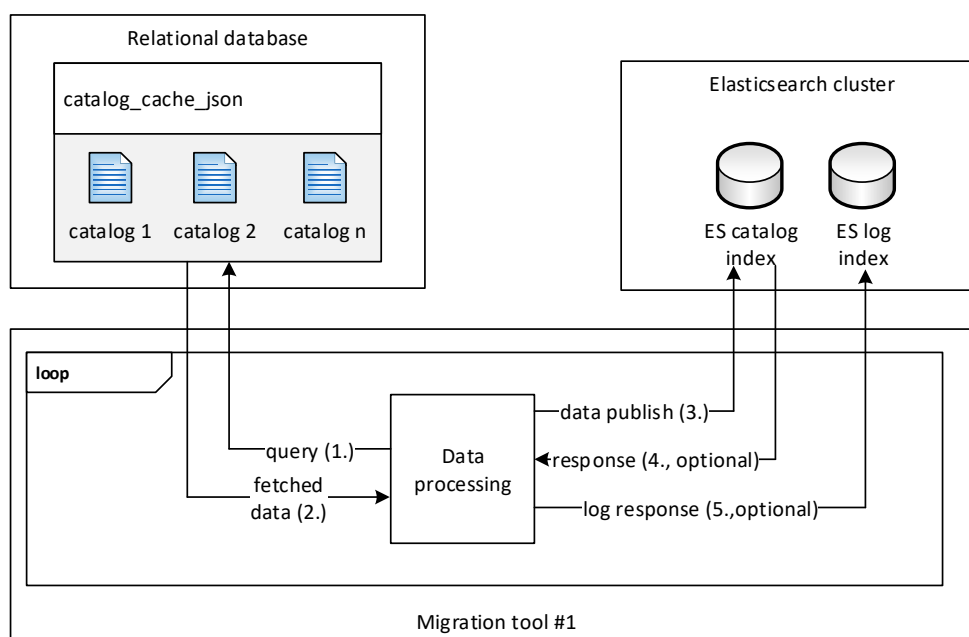 Relational database
catalog_cache_json
catalog 1
catalog 2
catalog n
Elasticsearch cluster
ES catalog
index
ES log
index
loop
query (1.)
fetched
data (2.)
Data
processing
data publish (3.)
response (4., optional)
log response (5.,optional)
Migration tool #1